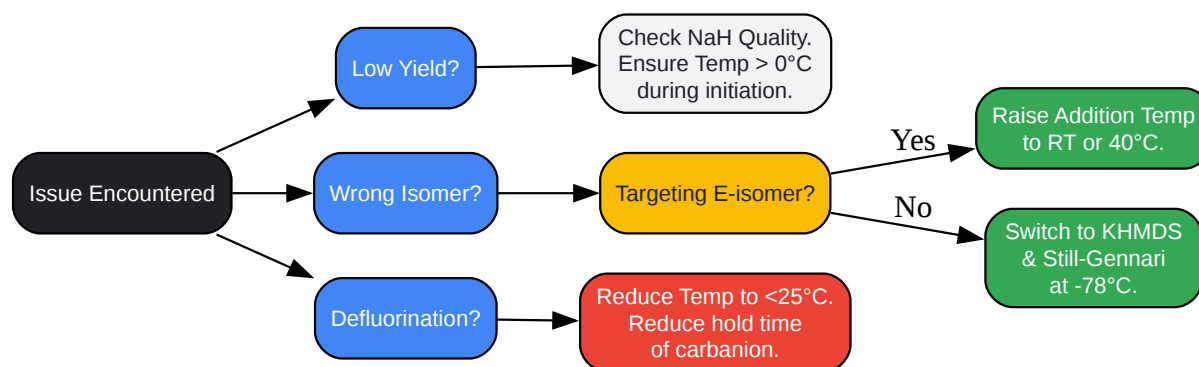 Issue Encountered
Low Yield?
Check NaH Quality.
Ensure Temp > 0°C
during initiation.
Wrong Isomer?
Targeting E-isomer?
Yes
Raise Addition Temp
to RT or 40°C.
No
Switch to KHMDS
& Still-Gennari
at -78°C.
Defluorination?
Reduce Temp to <25°C.
Reduce hold time
of carbanion.